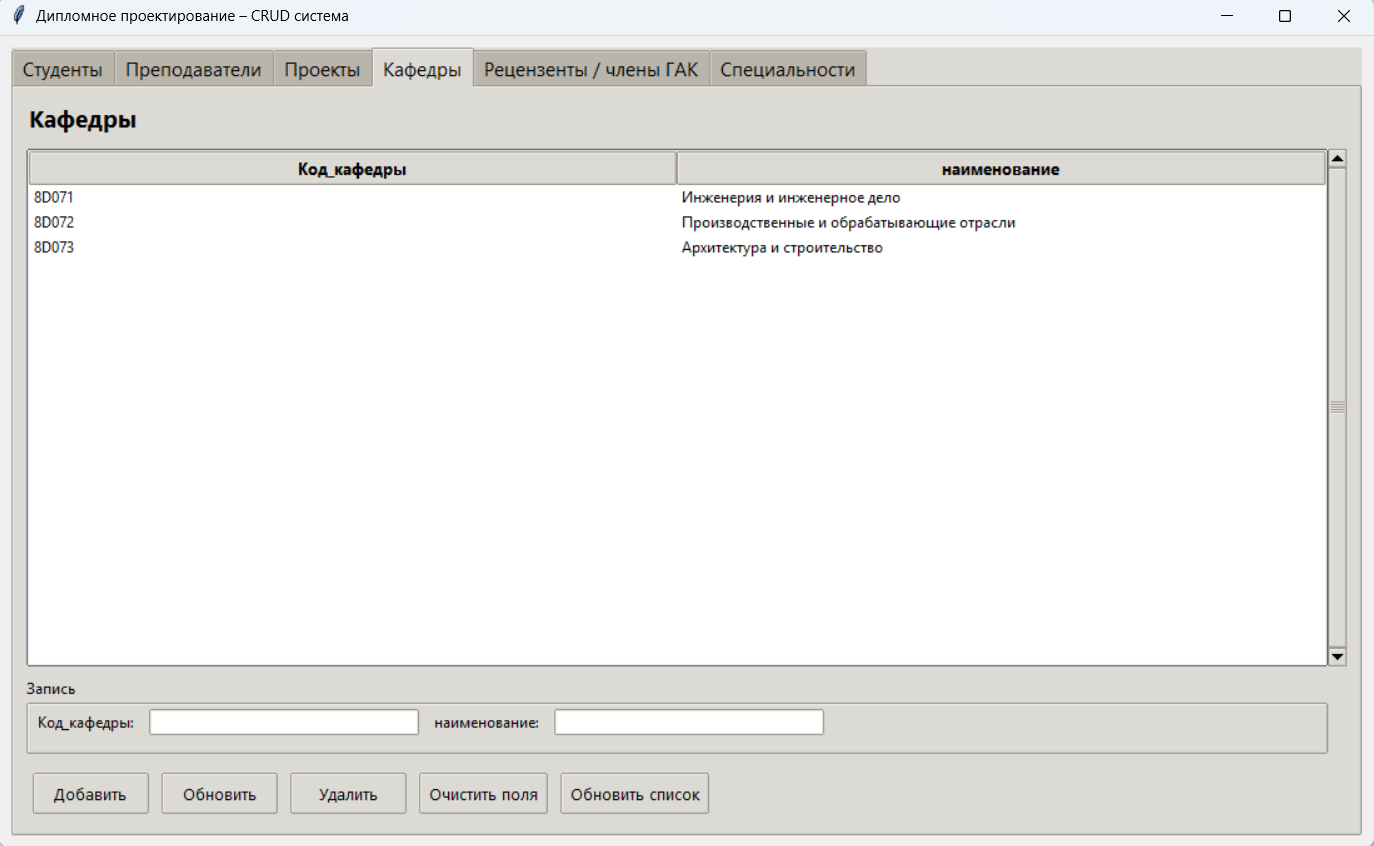 Дипломное проектирование – CRUD система
Студенты Преподаватели Проекты Кафедры Рецензенты / члены ГАК Специальности
Кафедры
Код_кафедры наименование
8D071 Инженерия и инженерное дело
8D072 Производственные и обрабатывающие отрасли
8D073 Архитектура и строительство
Запись
Код_кафедры: наименование:
Добавить Обновить Удалить Очистить поля Обновить список